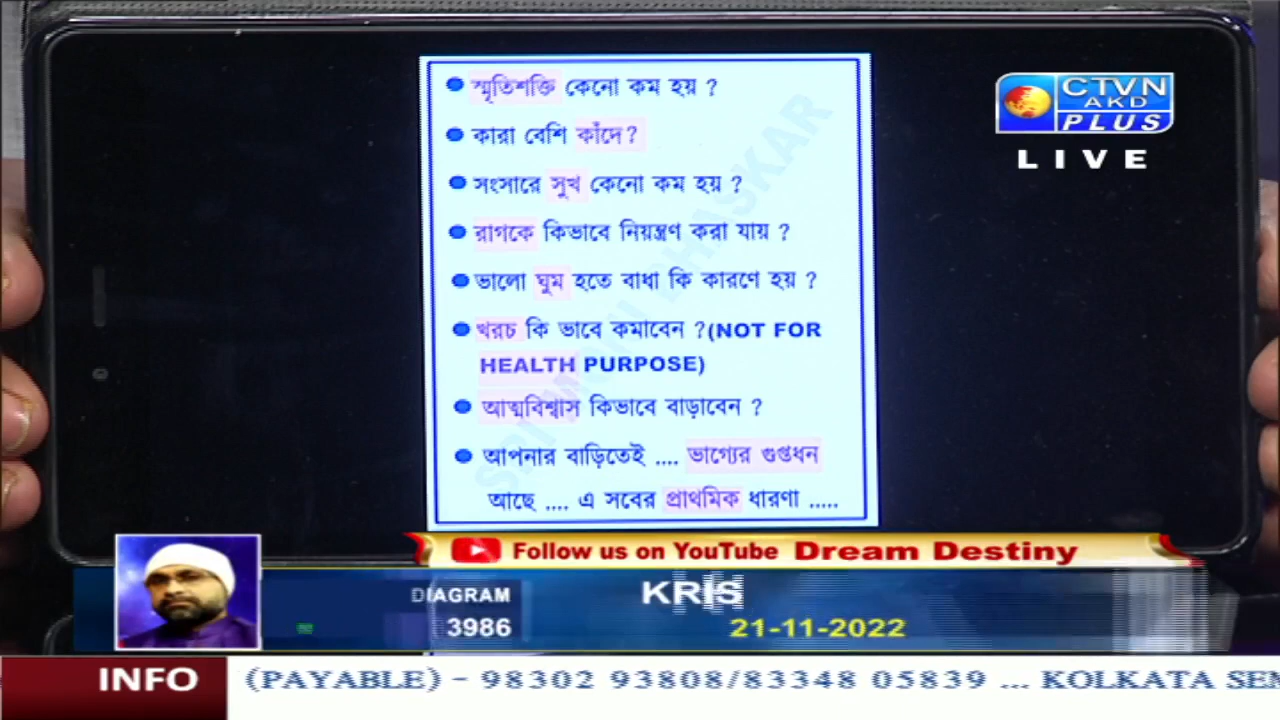 ● স্মৃতিশক্তি কেনো কম হয় ?
● কারা বেশি কাঁদে?
● সংসারে সুখ কেনো কম হয় ?
● রাগকে কিভাবে নিয়ন্ত্রণ করা যায় ?
● ভালো ঘুম হতে বাধা কি কারণে হয় ?
● খরচ কি ভাবে কমাবেন ?(NOT FOR
HEALTH PURPOSE)
● আত্মবিশ্বাস কিভাবে বাড়াবেন ?
● আপনার বাড়িতেই .... ভাগ্যের গুপ্তধন
আছে .... এ সবের প্রাথমিক ধারণা .....
CTVN
AKD
PLUS
LIVE
Follow us on YouTube Dream Destiny
DIAGRAM
3986
KRIS
21-11-2022
INFO
(PAYABLE) - 98302 93808/83348 05839 ... KOLKATA SEN